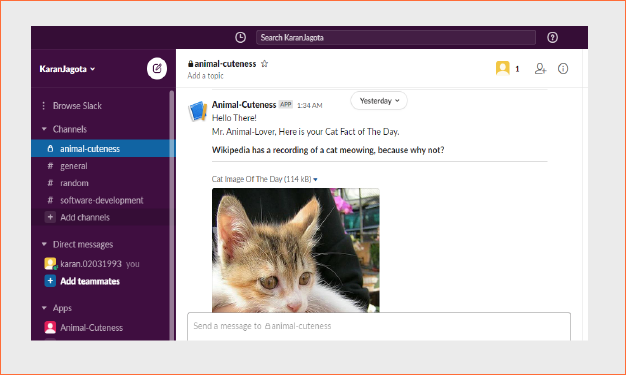 Search KaranJagota
KaranJagota
Browse Slack
Channels
animal-cuteness
# general
# random
# software-development
+ Add channels
Direct messages
karan.02031993 you
+ Add teammates
Apps
Animal-Cuteness
animal-cuteness
Add a topic
1
Yesterday
Animal-Cuteness APP 1:34 AM
Hello There!
Mr. Animal-Lover, Here is your Cat Fact of The Day.
Wikipedia has a recording of a cat meowing, because why not?
Cat Image Of The Day (114 kB)
Send a message to animal-cuteness